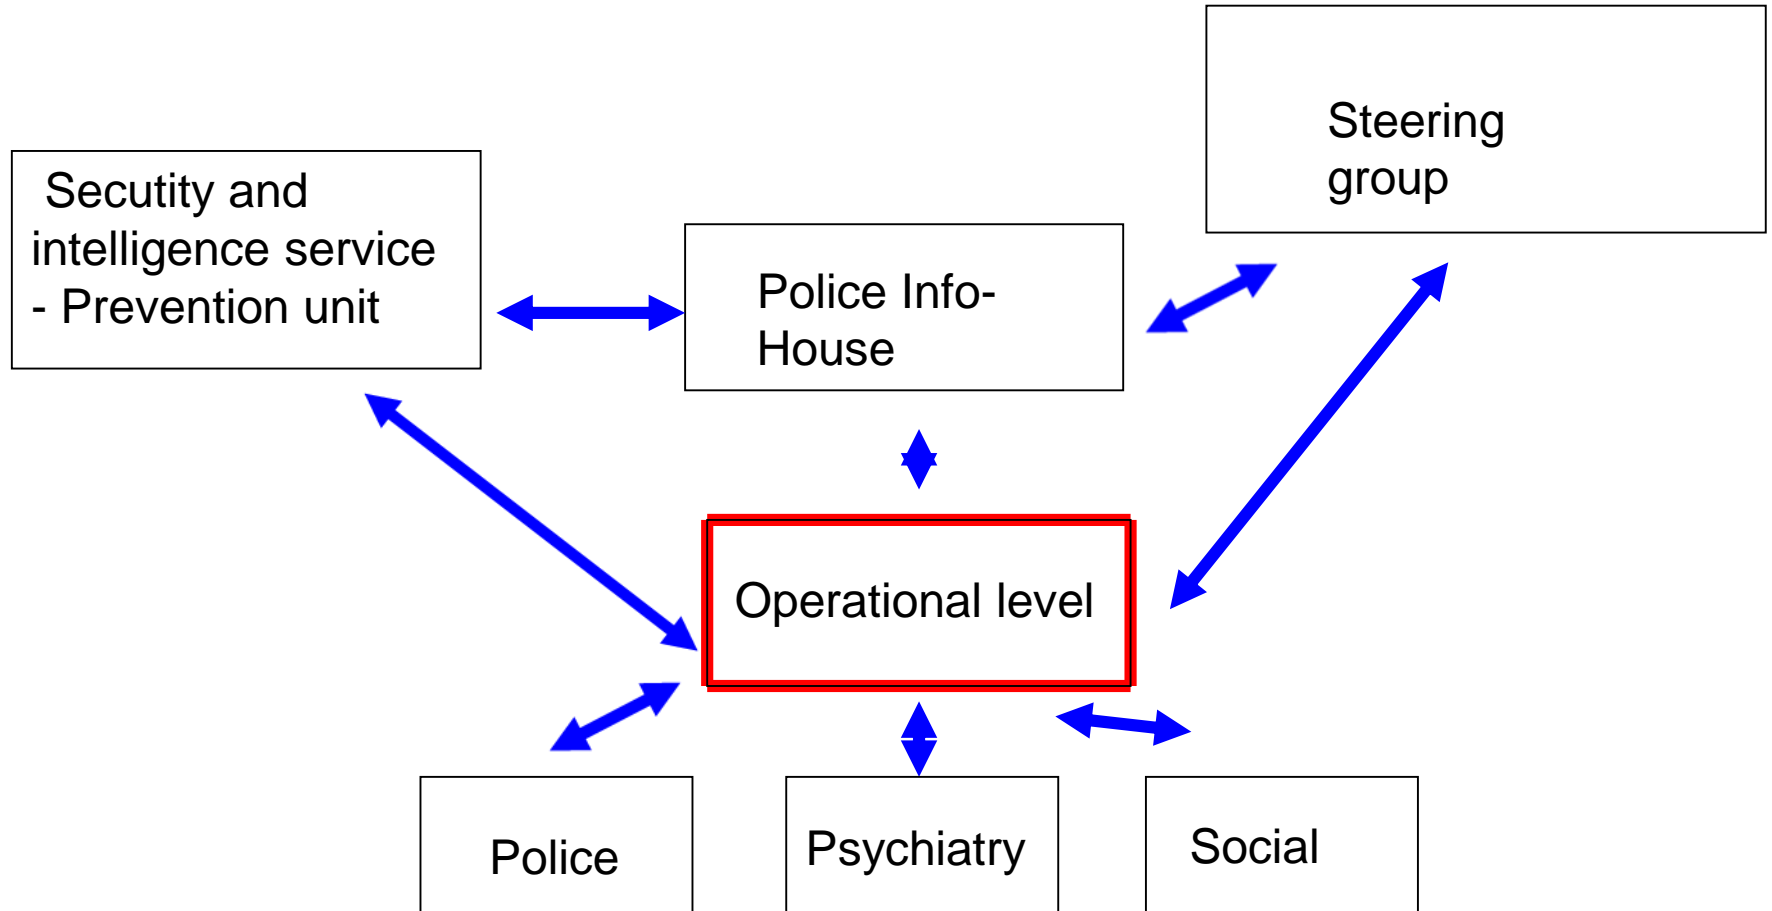 Steering
group
Secutity and
intelligence service
- Prevention unit
Police Info-
House
Operational level
Police
Psychiatry
Social